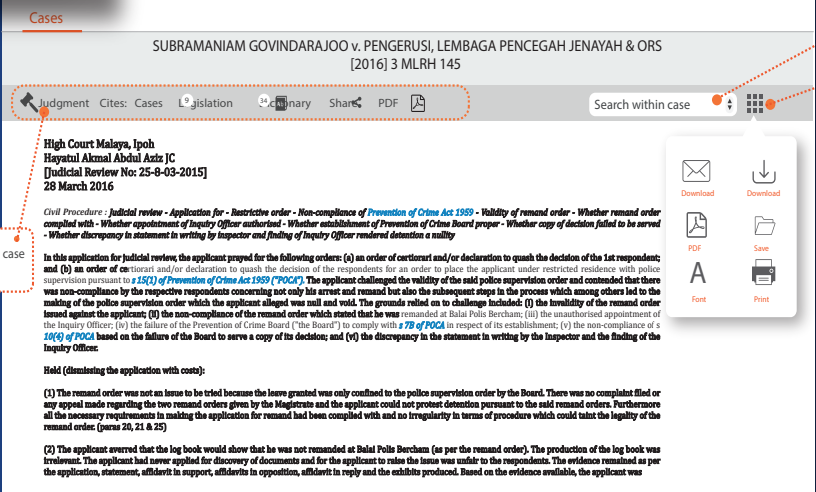 Cases
SUBRAMANIAM GOVINDARAJOO v. PENGERUSI, LEMBAGA PENCEGAH JENAYAH & ORS
[2016] 3 MLRH 145
Judgment Cites: Cases 9 Legislation 34 Dictionary Share PDF
Search within case
High Court Malaya, Ipoh
Hayatul Akmal Abdul Aziz JC
[Judicial Review No: 25-8-03-2015]
28 March 2016
Download Download
PDF Save
A
Font Print
case
Civil Procedure : Judicial review - Application for - Restrictive order - Non-compliance of Prevention of Crime Act 1959 - Validity of remand order - Whether remand order
complied with - Whether appointment of Inquiry Officer authorised - Whether establishment of Prevention of Crime Board proper - Whether copy of decision failed to be served
- Whether discrepancy in statement in writing by inspector and finding of Inquiry Officer rendered detention a nullity
In this application for judicial review, the applicant prayed for the following orders: (a) an order of certiorari and/or declaration to quash the decision of the 1st respondent;
and (b) an order of certiorari and/or declaration to quash the decision of the respondents for an order to place the applicant under restricted residence with police
supervision pursuant to s 15(1) of Prevention of Crime Act 1959 ("POCA"). The applicant challenged the validity of the said police supervision order and contended that there
was non-compliance by the respective respondents concerning not only his arrest and remand but also the subsequent steps in the process which among others led to the
making of the police supervision order which the applicant alleged was null and void. The grounds relied on to challenge included: (i) the invalidity of the remand order
issued against the applicant; (ii) the non-compliance of the remand order which stated that he was remanded at Balai Polis Bercham; (iii) the unauthorised appointment of
the Inquiry Officer; (iv) the failure of the Prevention of Crime Board ("the Board") to comply with s 7B of POCA in respect of its establishment; (v) the non-compliance of s
10(4) of POCA based on the failure of the Board to serve a copy of its decision; and (vi) the discrepancy in the statement in writing by the Inspector and the finding of the
Inquiry Officer.
Held (dismissing the application with costs):
(1) The remand order was not an issue to be tried because the leave granted was only confined to the police supervision order by the Board. There was no complaint filed or
any appeal made regarding the two remand orders given by the Magistrate and the applicant could not protest detention pursuant to the said remand orders. Furthermore
all the necessary requirements in making the application for remand had been complied with and no irregularity in terms of procedure which could taint the legality of the
remand order. (paras 20, 21 & 25)
(2) The applicant averred that the log book would show that he was not remanded at Balai Polis Bercham (as per the remand order). The production of the log book was
irrelevant. The applicant had never applied for discovery of documents and for the applicant to raise the issue was unfair to the respondents. The evidence remained as per
the application, statement, affidavit in support, affidavits in opposition, affidavit in reply and the exhibits produced. Based on the evidence available, the applicant was